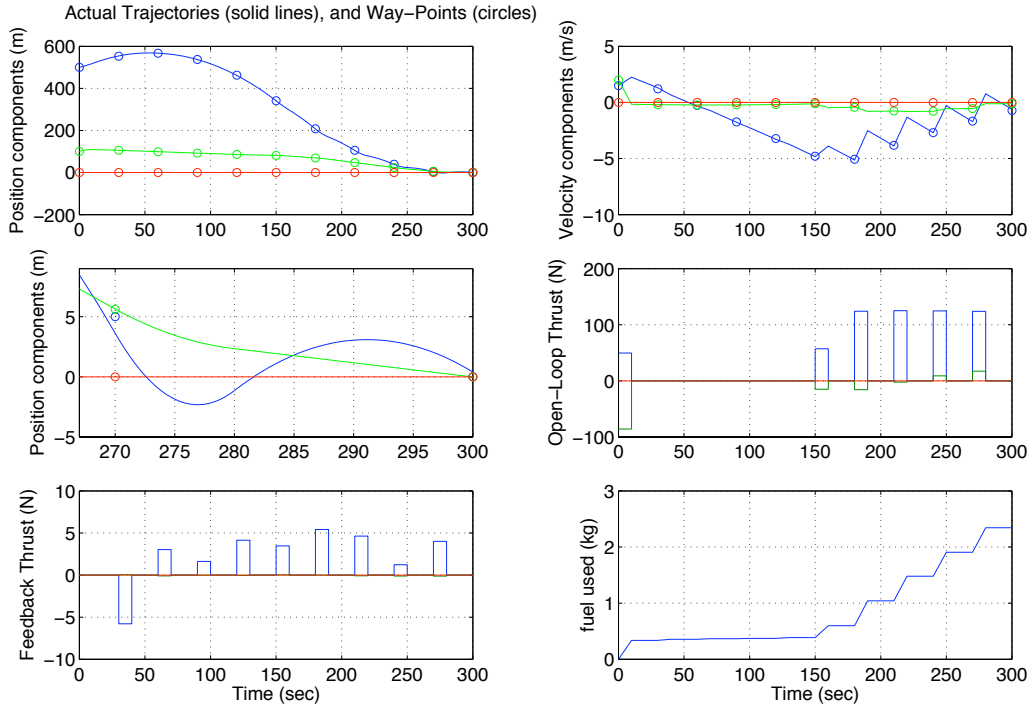 Actual Trajectories (solid lines), and Way−Points (circles)
Position components (m)
600
400
200
0
−200
0 50 100 150 200 250 300
Velocity components (m/s)
5
0
−5
−10
0 50 100 150 200 250 300
Position components (m)
5
0
−5
270 275 280 285 290 295 300
Open−Loop Thrust (N)
200
100
0
−100
0 50 100 150 200 250 300
Feedback Thrust (N)
10
5
0
−5
−10
0 50 100 150 200 250 300
Time (sec)
fuel used (kg)
3
2
1
0
0 50 100 150 200 250 300
Time (sec)